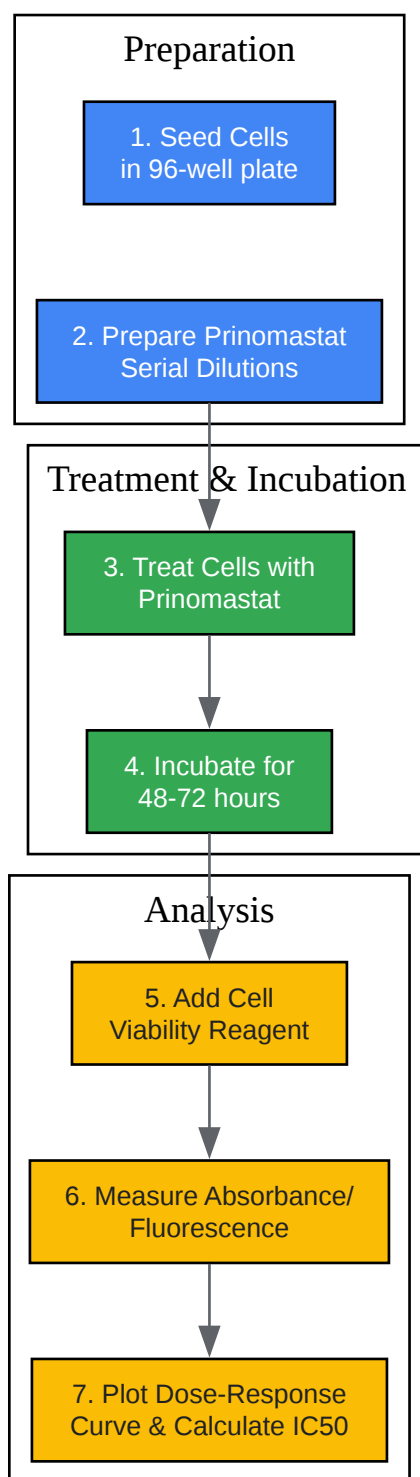 Preparation
1. Seed Cells
in 96-well plate
2. Prepare Prinomastat
Serial Dilutions
Treatment & Incubation
3. Treat Cells with
Prinomastat
4. Incubate for
48-72 hours
Analysis
5. Add Cell
Viability Reagent
6. Measure Absorbance/
Fluorescence
7. Plot Dose-Response
Curve & Calculate IC50